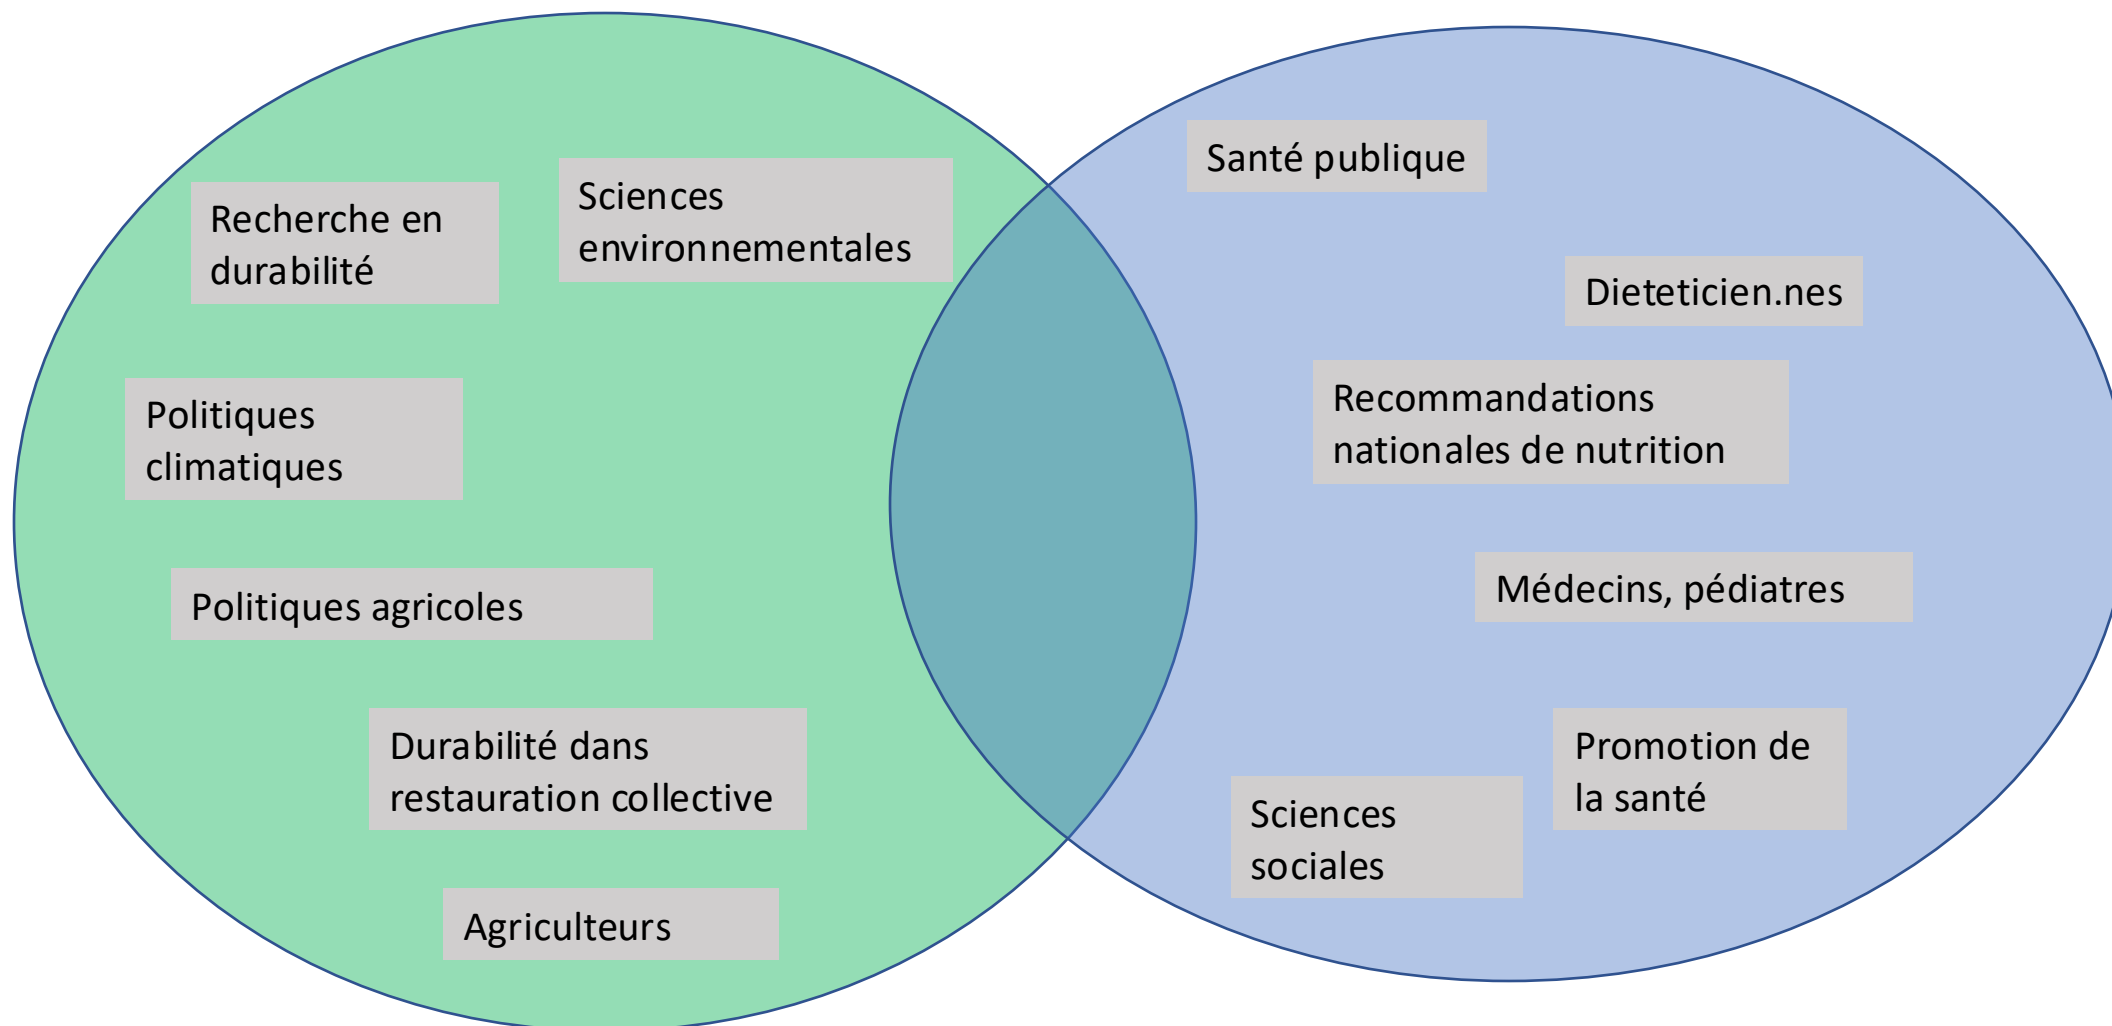 Recherche en
durabilité
Sciences
environnementales
Politiques
climatiques
Politiques agricoles
Durabilité dans
restauration collective
Agriculteurs
Santé publique
Dieteticien.nes
Recommandations
nationales de nutrition
Médecins, pédiatres
Promotion de
la santé
Sciences
sociales